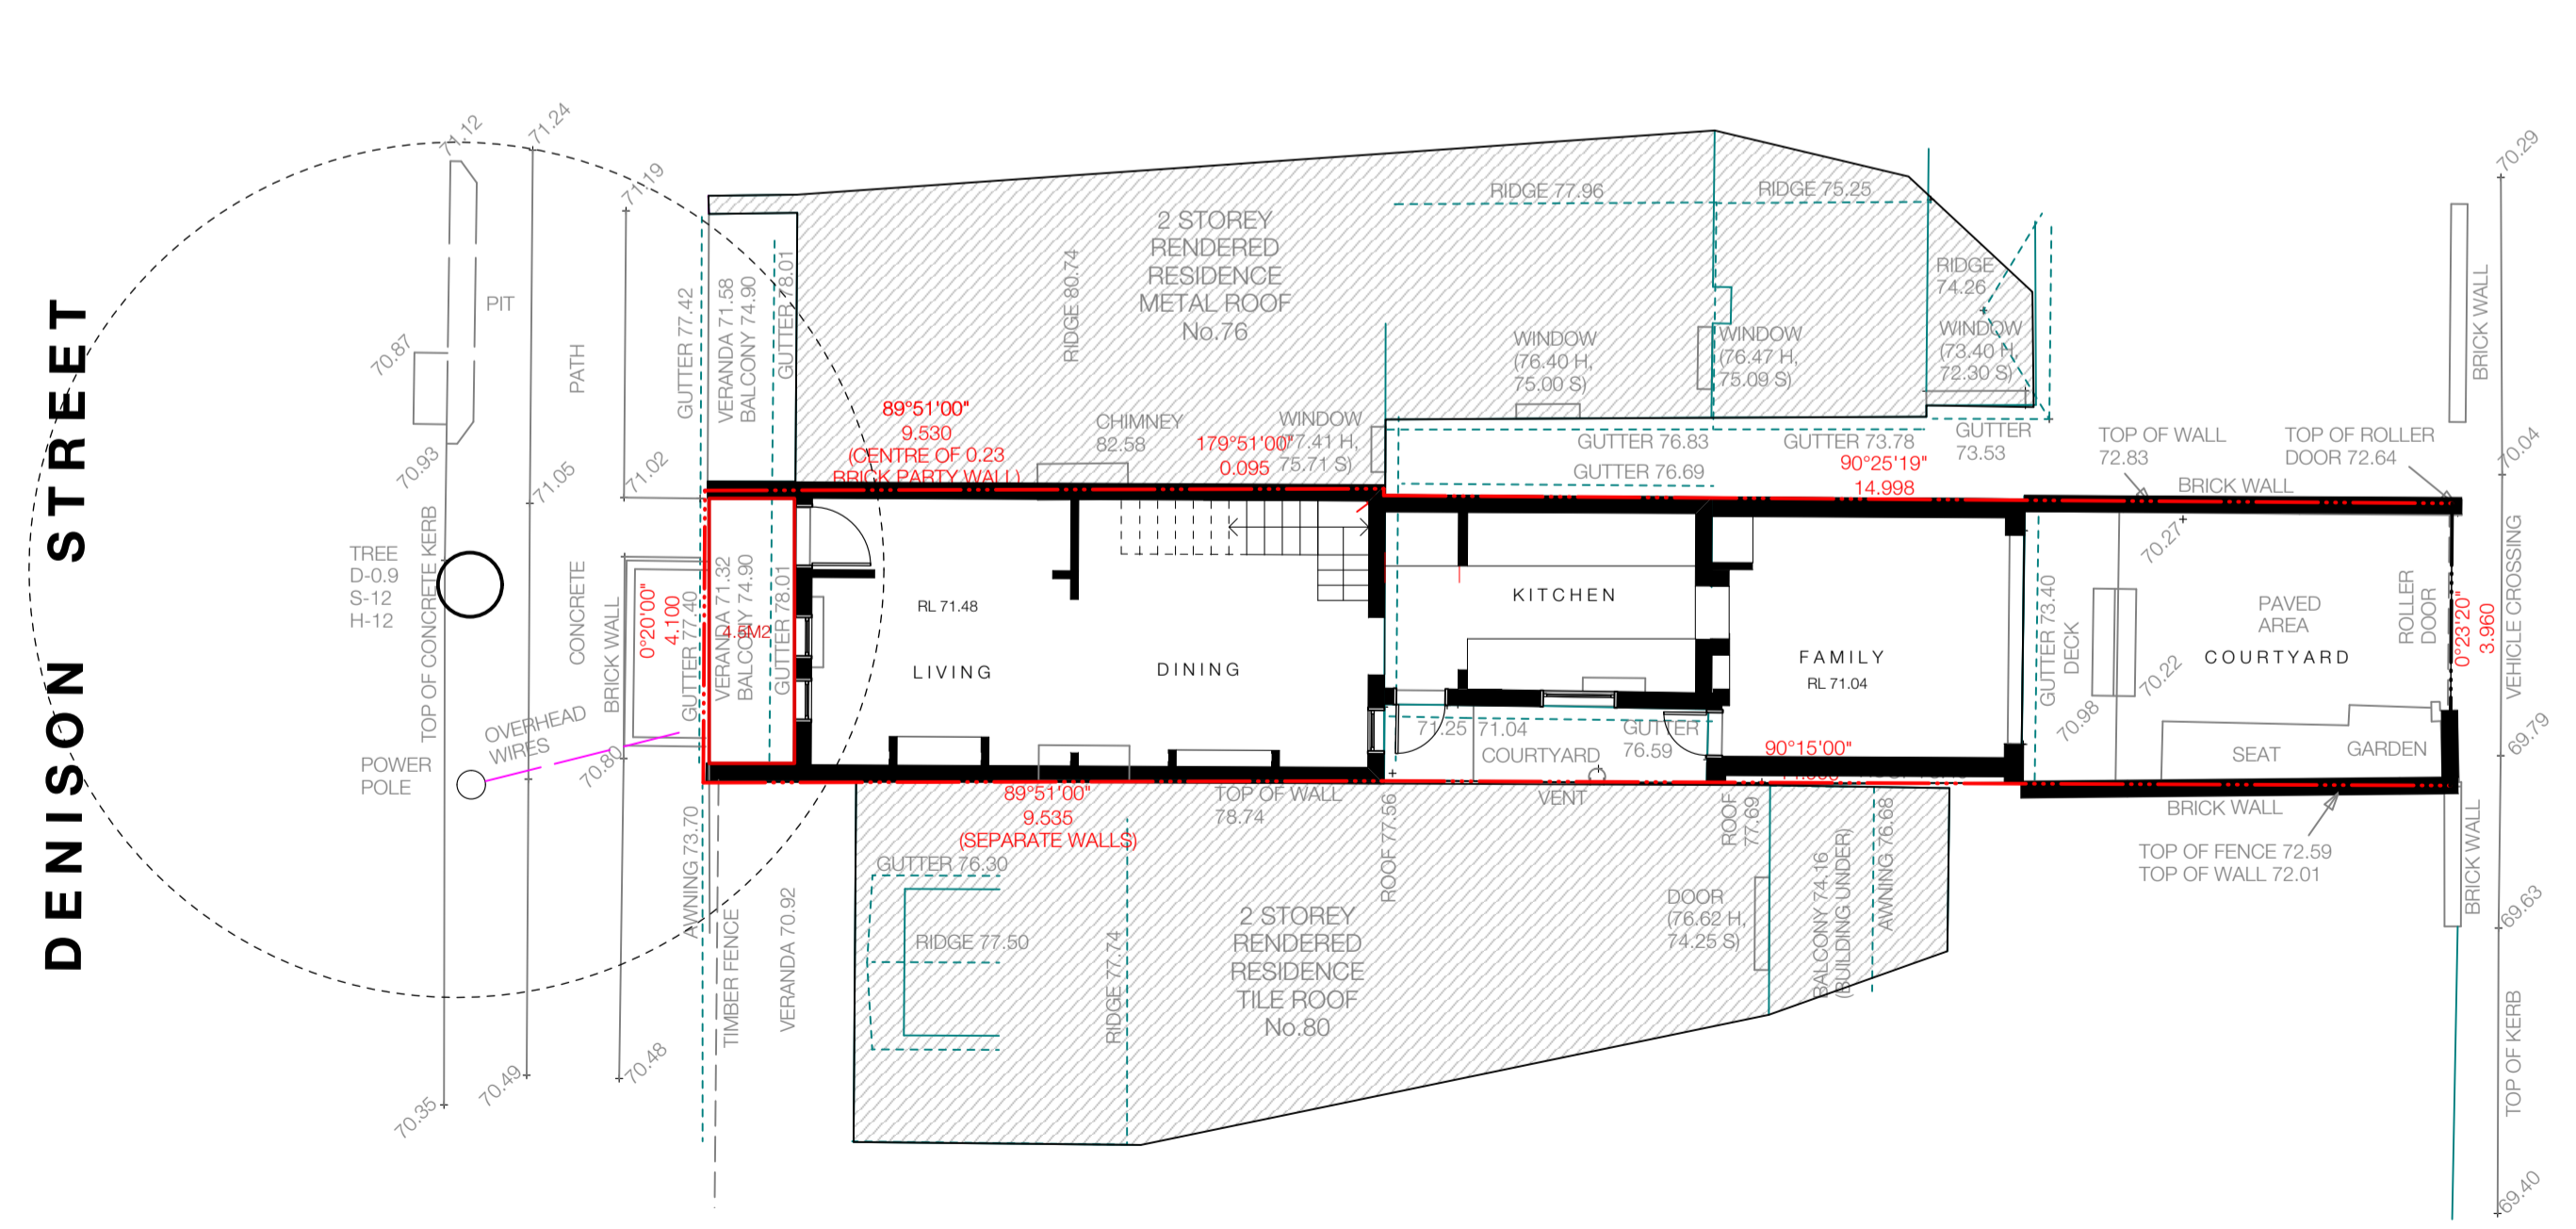 DENISON STREET
71.12
71.24
71.19
70.87
PIT
PATH
70.93
71.05
71.02
TREE
D-0.9
S-12
H-12
TOP OF CONCRETE KERB
CONCRETE
BRICK WALL
POWER
POLE
OVERHEAD
WIRES
70.80
70.35
70.49
70.48
GUTTER 77.42
VERANDA 71.58
BALCONY 74.90
GUTTER 78.01
RIDGE 80.74
2 STOREY
RENDERED
RESIDENCE
METAL ROOF
No.76
RIDGE 77.96
RIDGE 75.25
RIDGE
74.26
WINDOW
(76.40 H,
75.00 S)
WINDOW
(76.47 H,
75.09 S)
WINDOW
(73.40 H,
72.30 S)
89°51'00"
9.530
(CENTRE OF 0.23
BRICK PARTY WALL)
CHIMNEY
82.58
179°51'00"
0.095
WINDOW
77.41 H,
75.71 S)
GUTTER 76.83
GUTTER 76.69
GUTTER 73.78
GUTTER
73.53
90°25'19"
14.998
TOP OF WALL
72.83
TOP OF ROLLER
DOOR 72.64
BRICK WALL
BRICK WALL
70.29
70.04
0°20'00"
4.100
GUTTER 77.40
VERANDA 71.32
BALCONY 74.90
4.5M2
GUTTER 78.01
RL 71.48
LIVING
DINING
KITCHEN
FAMILY
RL 71.04
71.25
71.04
COURTYARD
GUTTER
76.59
90°15'00"
GUTTER 73.40
DECK
70.27
70.22
70.98
PAVED
AREA
COURTYARD
SEAT
GARDEN
ROLLER
DOOR
0°23'20"
3.960
VEHICLE CROSSING
69.79
89°51'00"
9.535
(SEPARATE WALLS)
TOP OF WALL
78.74
VENT
ROOF 77.56
ROOF
77.69
BRICK WALL
TOP OF FENCE 72.59
TOP OF WALL 72.01
BRICK WALL
69.63
AWNING 73.70
TIMBER FENCE
VERANDA 70.92
GUTTER 76.30
RIDGE 77.50
RIDGE 77.74
2 STOREY
RENDERED
RESIDENCE
TILE ROOF
No.80
DOOR
(76.62 H,
74.25 S)
BALCONY 74.16
(BUILDING UNDER)
AWNING 76.68
TOP OF KERB
69.40